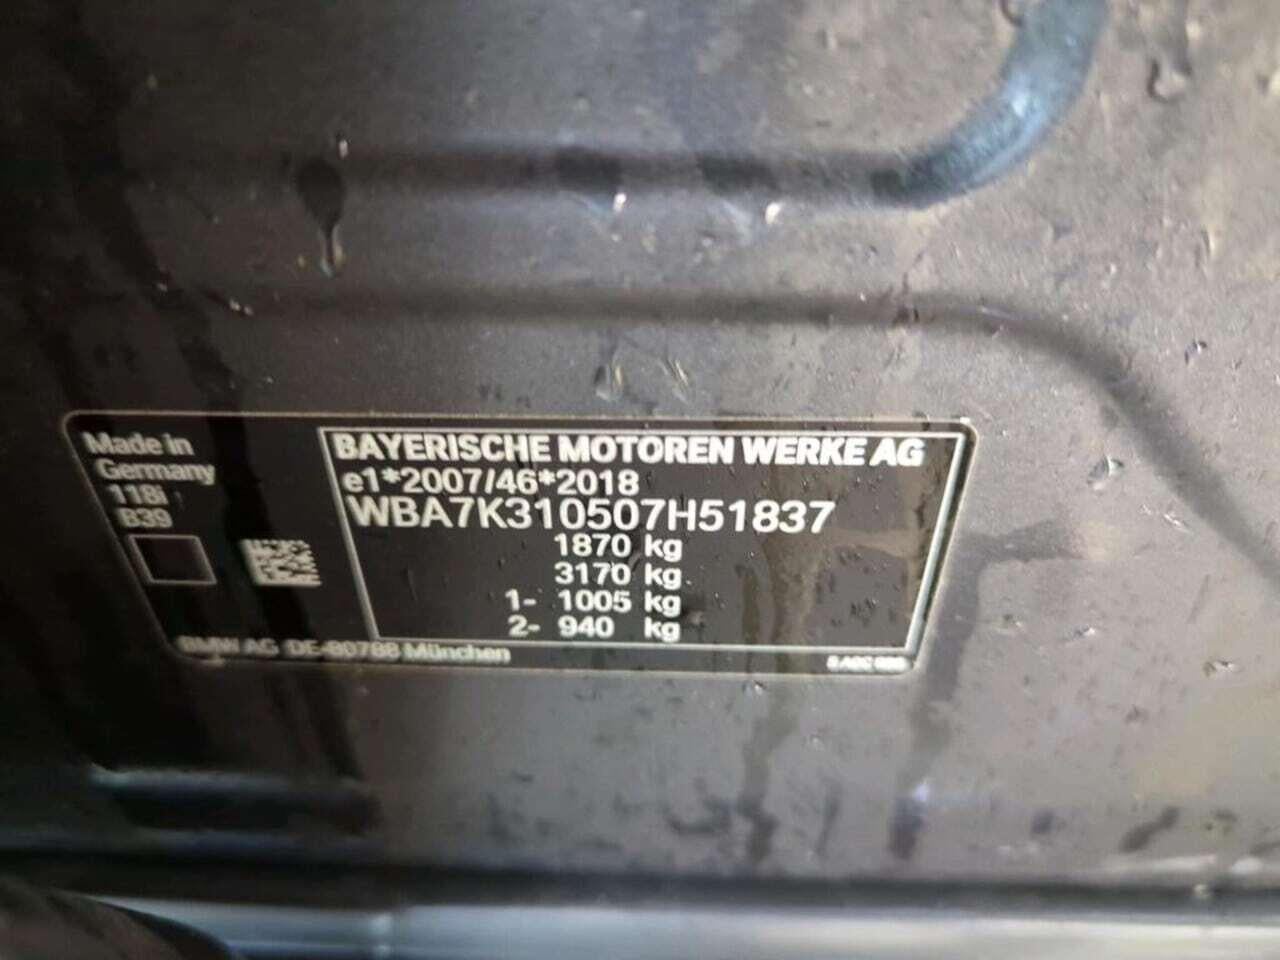 Made in
Germany
118i
B39
BAYERISCHE MOTOREN WERKE AG
e1*2007/46*2018
WBA7K310507H51837
1870 kg
3170 kg
1- 1005 kg
2- 940 kg
BMW AG DE-80788 München